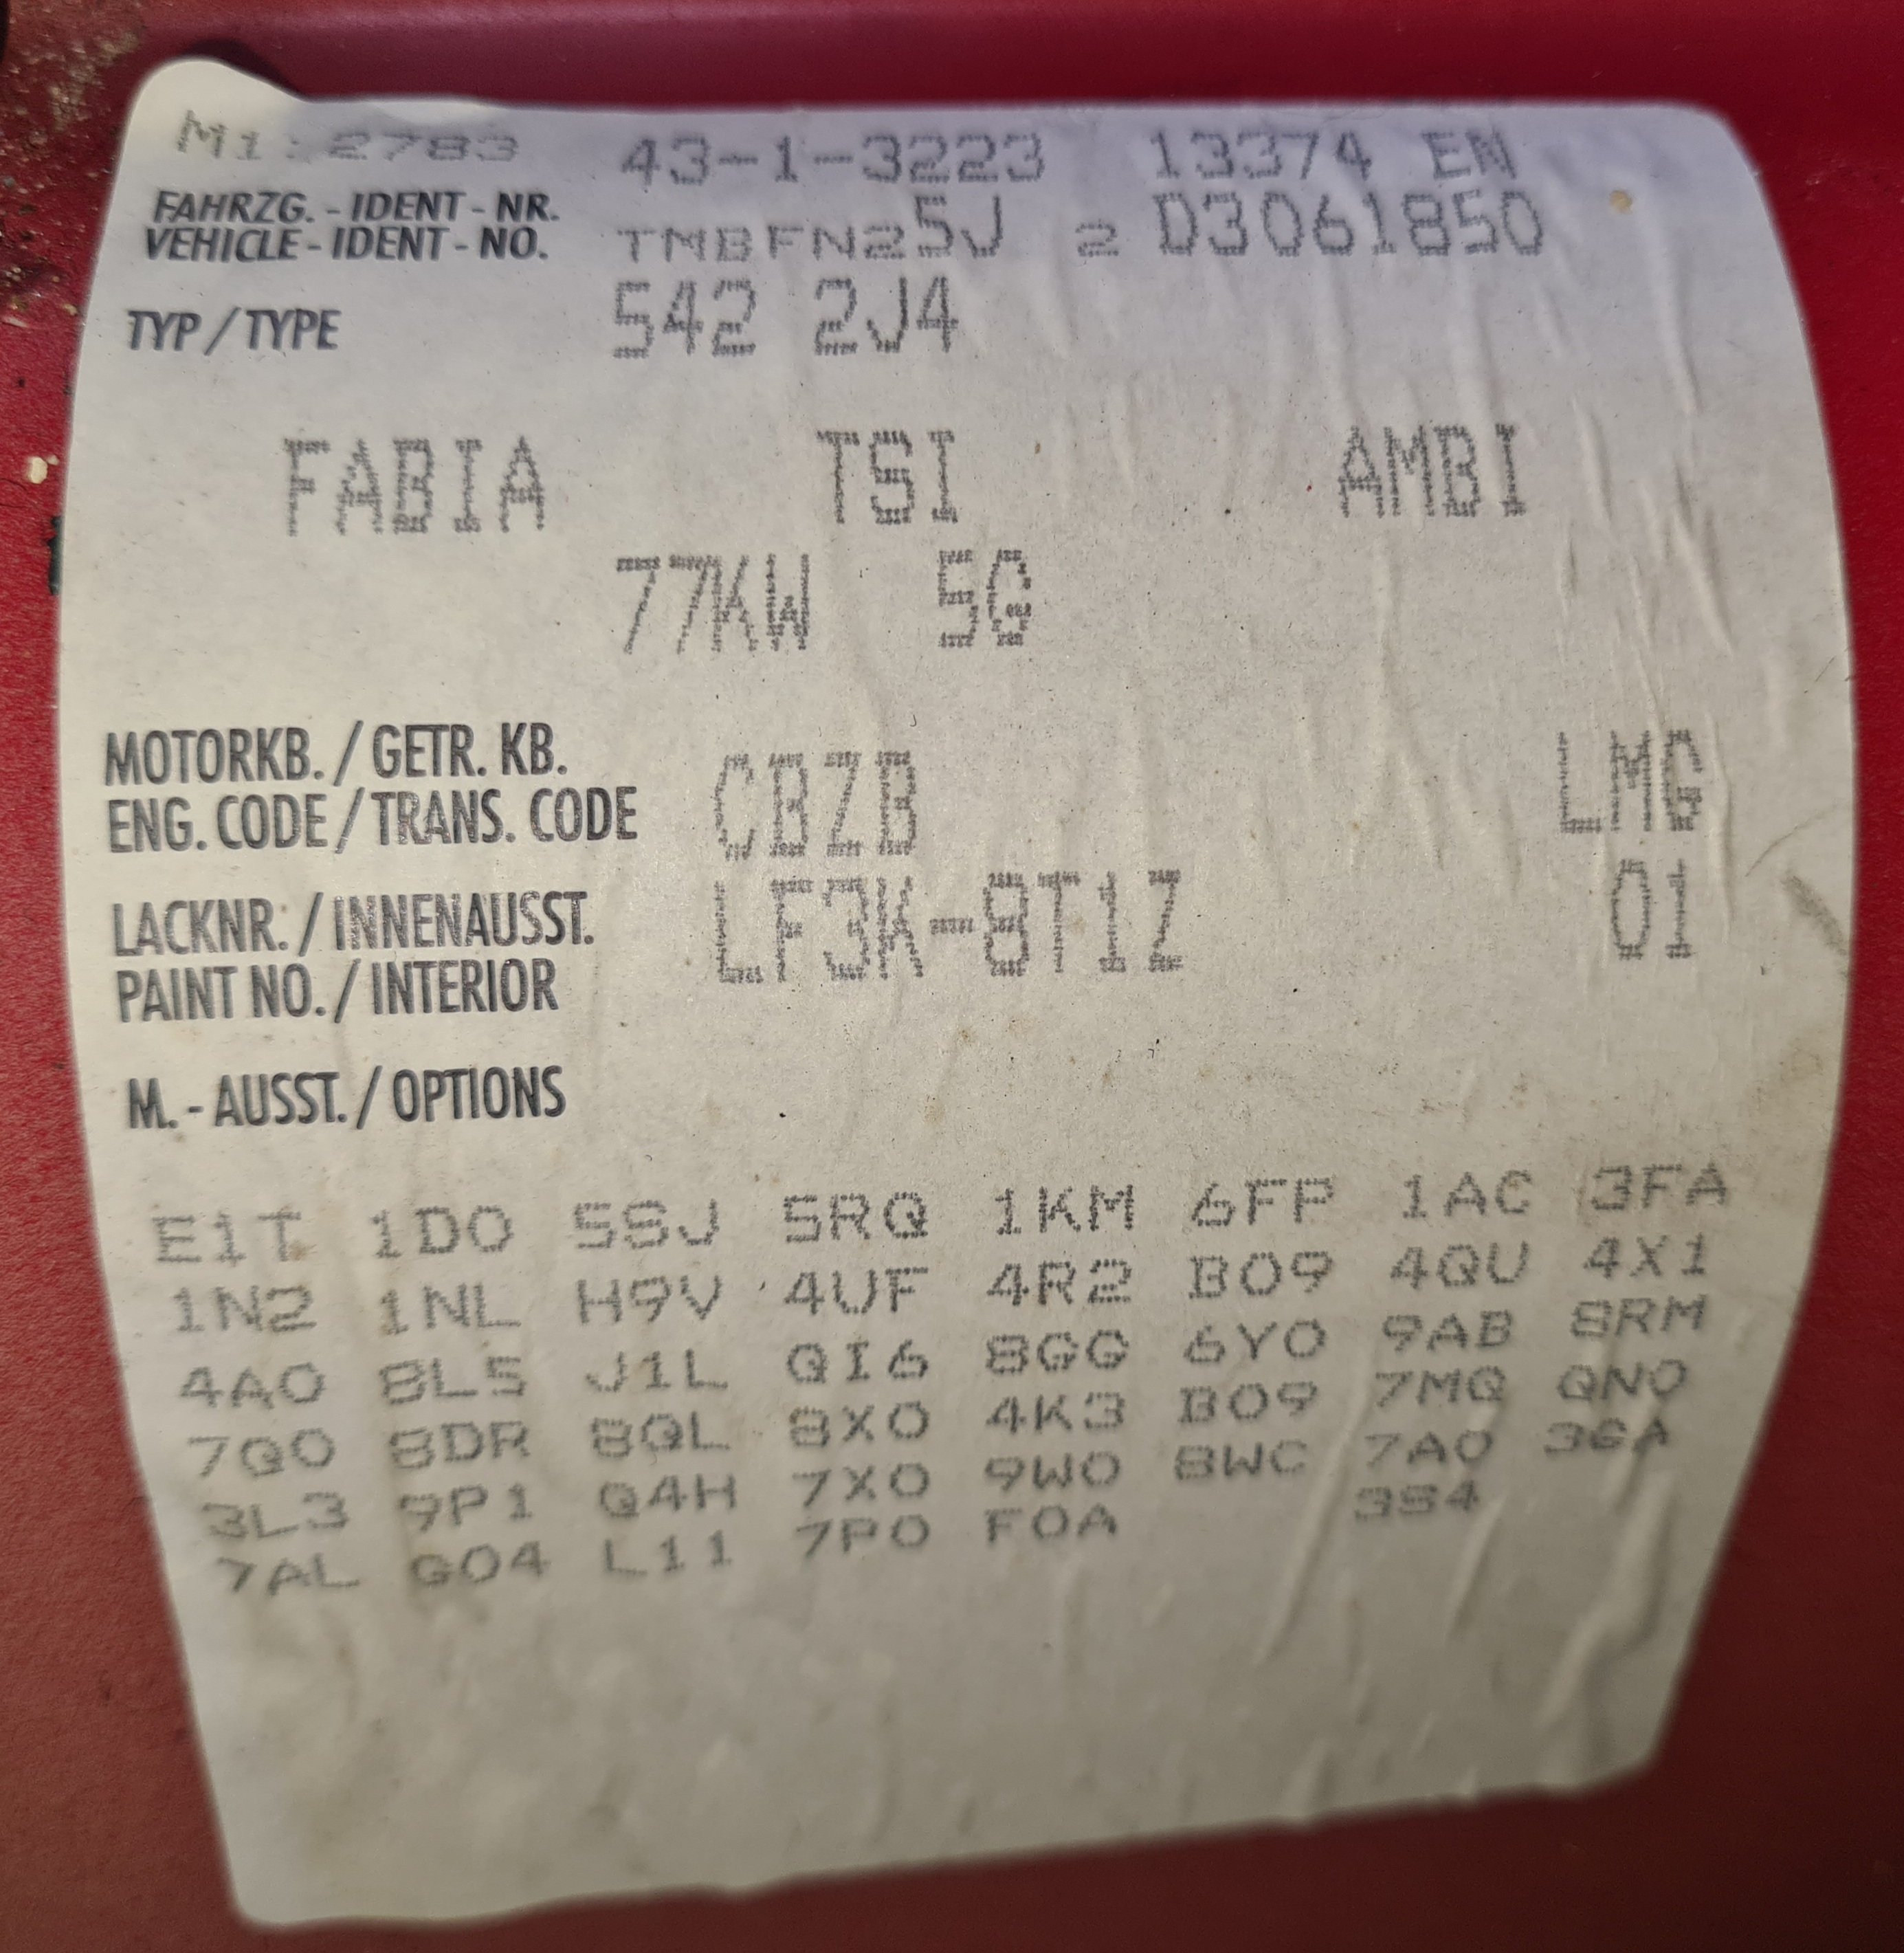 M1: 2783 43-1-3223 13374 EN
FAHRZG. - IDENT - NR.
VEHICLE - IDENT - NO. TMBFN25J 2 D3061850
TYP / TYPE 542 2J4
FABIA TSI AMBI
77KW 5G
MOTORKB. / GETR. KB.
ENG. CODE / TRANS. CODE CBZB LMG
LACKNR. / INNENAUSST. LF3K-8T1Z 01
PAINT NO. / INTERIOR
M. - AUSST. / OPTIONS
E1T 1D0 5SJ 5RQ 1KM 6FP 1AC 3FA
1N2 1NL H9V 4UF 4R2 B09 4QU 4X1
4A0 8L5 J1L QI6 8GG 6Y0 9AB 8RM
7Q0 8DR 8QL 8X0 4K3 B09 7MQ QN0
3L3 9P1 Q4H 7X0 9W0 8WC 7A0 3GA
7AL G04 L11 7P0 F0A 3S4